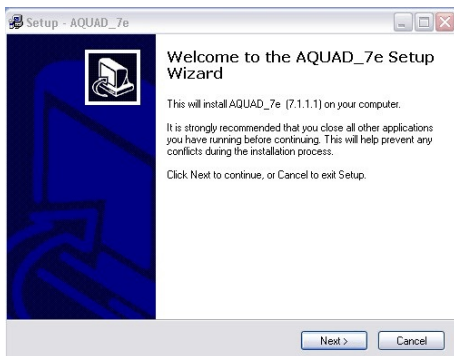 Setup - AQUAD_7e
Welcome to the AQUAD_7e Setup
Wizard
This will install AQUAD_7e (7.1.1.1) on your computer.
It is strongly recommended that you close all other applications
you have running before continuing. This will help prevent any
conflicts during the installation process.
Click Next to continue, or Cancel to exit Setup.
Next >
Cancel